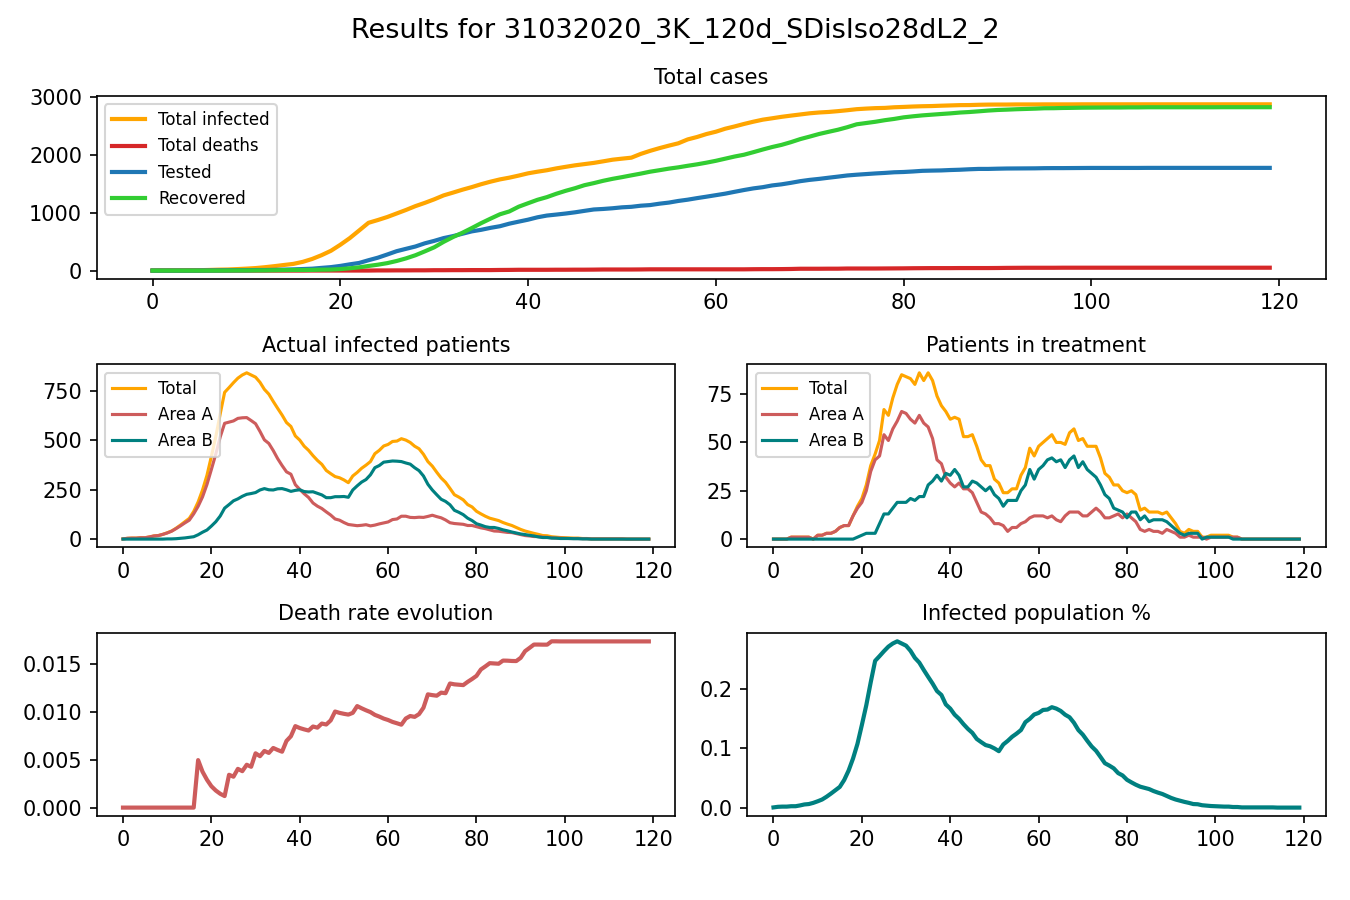 Results for 31032020_3K_120d_SDisIso28dL2_2
Total cases
3000
2000
1000
0
Total infected
Total deaths
Tested
Recovered
0 20 40 60 80 100 120
Actual infected patients
750
500
250
0
Total
Area A
Area B
0 20 40 60 80 100 120
Patients in treatment
75
50
25
0
Total
Area A
Area B
0 20 40 60 80 100 120
Death rate evolution
0.015
0.010
0.005
0.000
0 20 40 60 80 100 120
Infected population %
0.2
0.1
0.0
0 20 40 60 80 100 120